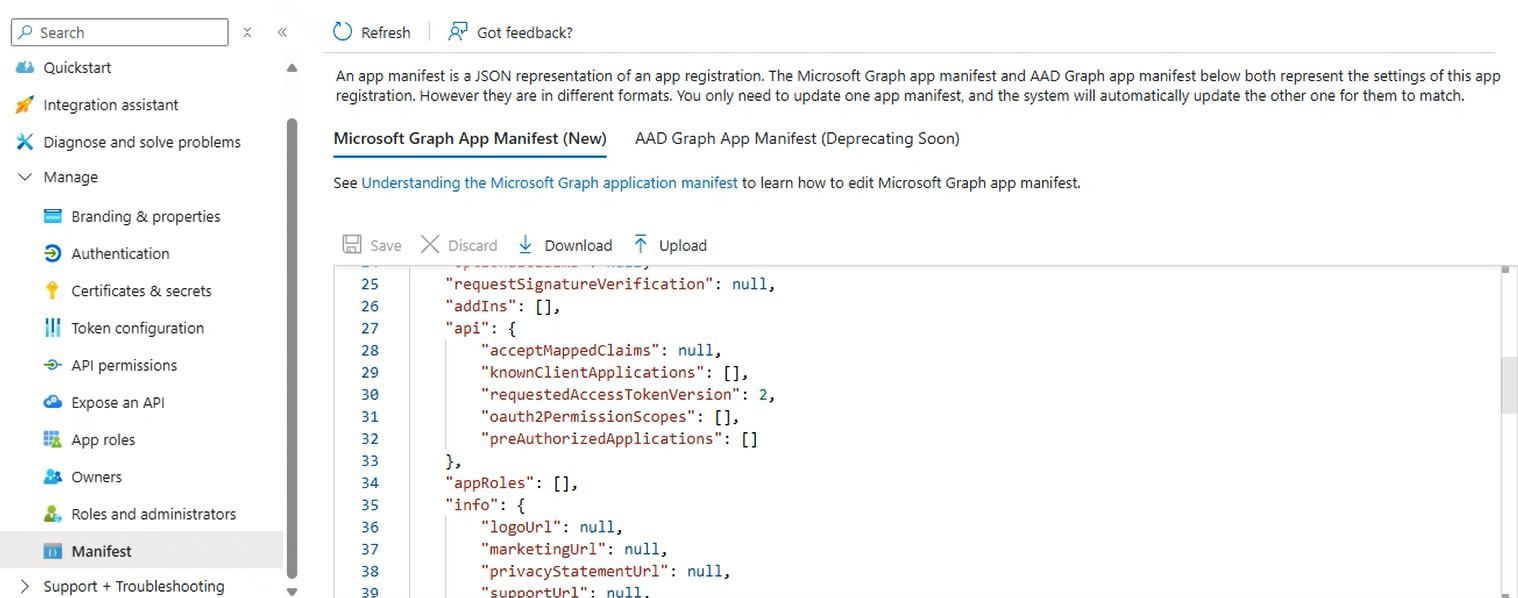 Search
Quickstart
Integration assistant
Diagnose and solve problems
Manage
Branding & properties
Authentication
Certificates & secrets
Token configuration
API permissions
Expose an API
App roles
Owners
Roles and administrators
Manifest
Support + Troubleshooting
Refresh
Got feedback?
An app manifest is a JSON representation of an app registration. The Microsoft Graph app manifest and AAD Graph app manifest below both represent the settings of this app
registration. However they are in different formats. You only need to update one app manifest, and the system will automatically update the other one for them to match.
Microsoft Graph App Manifest (New) AAD Graph App Manifest (Deprecating Soon)
See Understanding the Microsoft Graph application manifest to learn how to edit Microsoft Graph app manifest.
Save Discard Download Upload
25 "requestSignatureVerification": null,
26 "addIns": [],
27 "api": {
28 "acceptMappedClaims": null,
29 "knownClientApplications": [],
30 "requestedAccessTokenVersion": 2,
31 "oauth2PermissionScopes": [],
32 "preAuthorizedApplications": []
33 },
34 "appRoles": [],
35 "info": {
36 "logoUrl": null,
37 "marketingUrl": null,
38 "privacyStatementUrl": null,
39 "supportUrl": null,